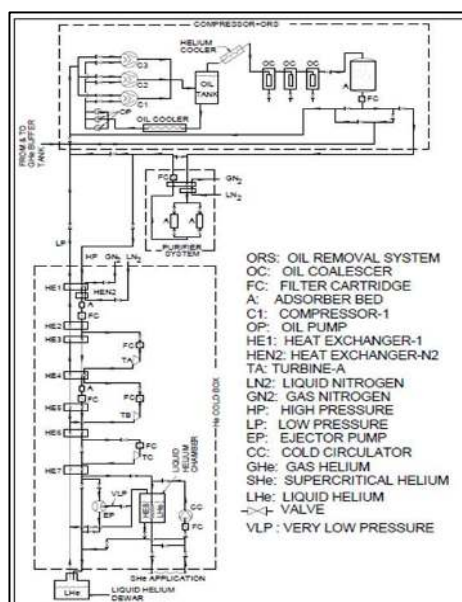 COMPRESSOR+ORS
HELIUM
COOLER
C3
C2
C1
OIL
TANK
OC
OC
OC
A
FC
OP
OIL COOLER
FROM & TO
GHe BUFFER
TANK
FC
GN2
LN2
A
A
PURIFIER
SYSTEM
LP
HP
GN2
LN2
HE1
HEN2
A
FC
HE2
HE3
FC
TA
HE4
A
FC
FC
TB
HE5
HE6
FC
TC
HE7
He COLD BOX
LIQUID
HELIUM
CHAMBER
VLP
EP
HE8
LHe
CC
FC
SHe APPLICATION
LHe
LIQUID HELIUM
DEWAR
ORS: OIL REMOVAL SYSTEM
OC: OIL COALESCER
FC: FILTER CARTRIDGE
A: ADSORBER BED
C1: COMPRESSOR-1
OP: OIL PUMP
HE1: HEAT EXCHANGER-1
HEN2: HEAT EXCHANGER-N2
TA: TURBINE-A
LN2: LIQUID NITROGEN
GN2: GAS NITROGEN
HP: HIGH PRESSURE
LP: LOW PRESSURE
EP: EJECTOR PUMP
CC: COLD CIRCULATOR
GHe: GAS HELIUM
SHe: SUPERCRITICAL HELIUM
LHe: LIQUID HELIUM
VALVE
VLP : VERY LOW PRESSURE